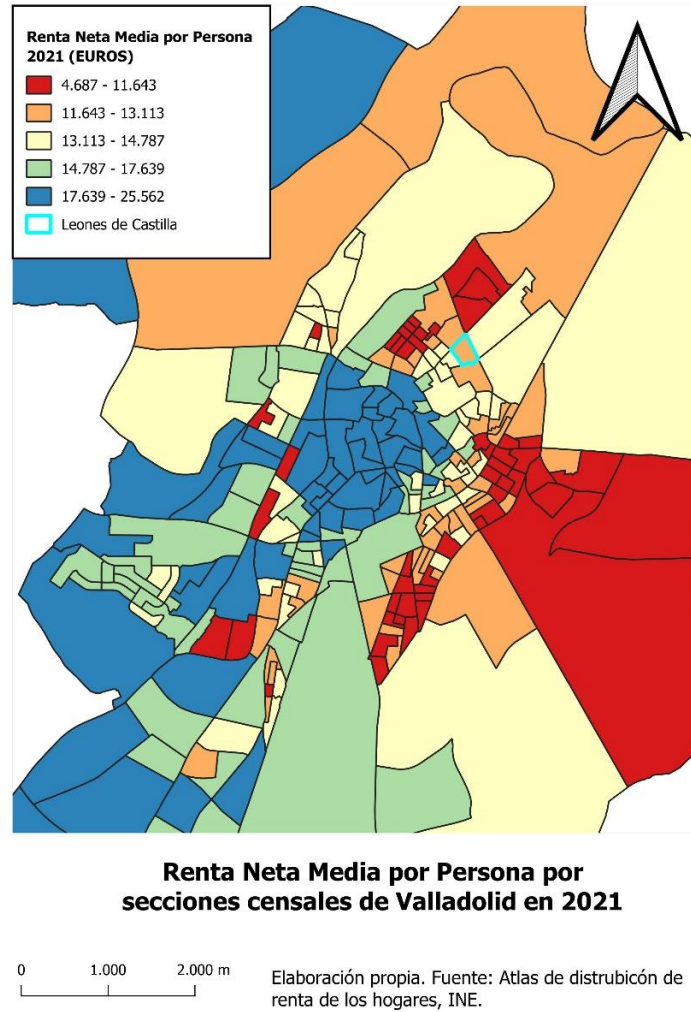 Renta Neta Media por Persona
2021 (EUROS)
4.687 - 11.643
11.643 - 13.113
13.113 - 14.787
14.787 - 17.639
17.639 - 25.562
Leones de Castilla
Renta Neta Media por Persona por
secciones censales de Valladolid en 2021
0 1.000 2.000 m
Elaboración propia. Fuente: Atlas de distrubicón de
renta de los hogares, INE.